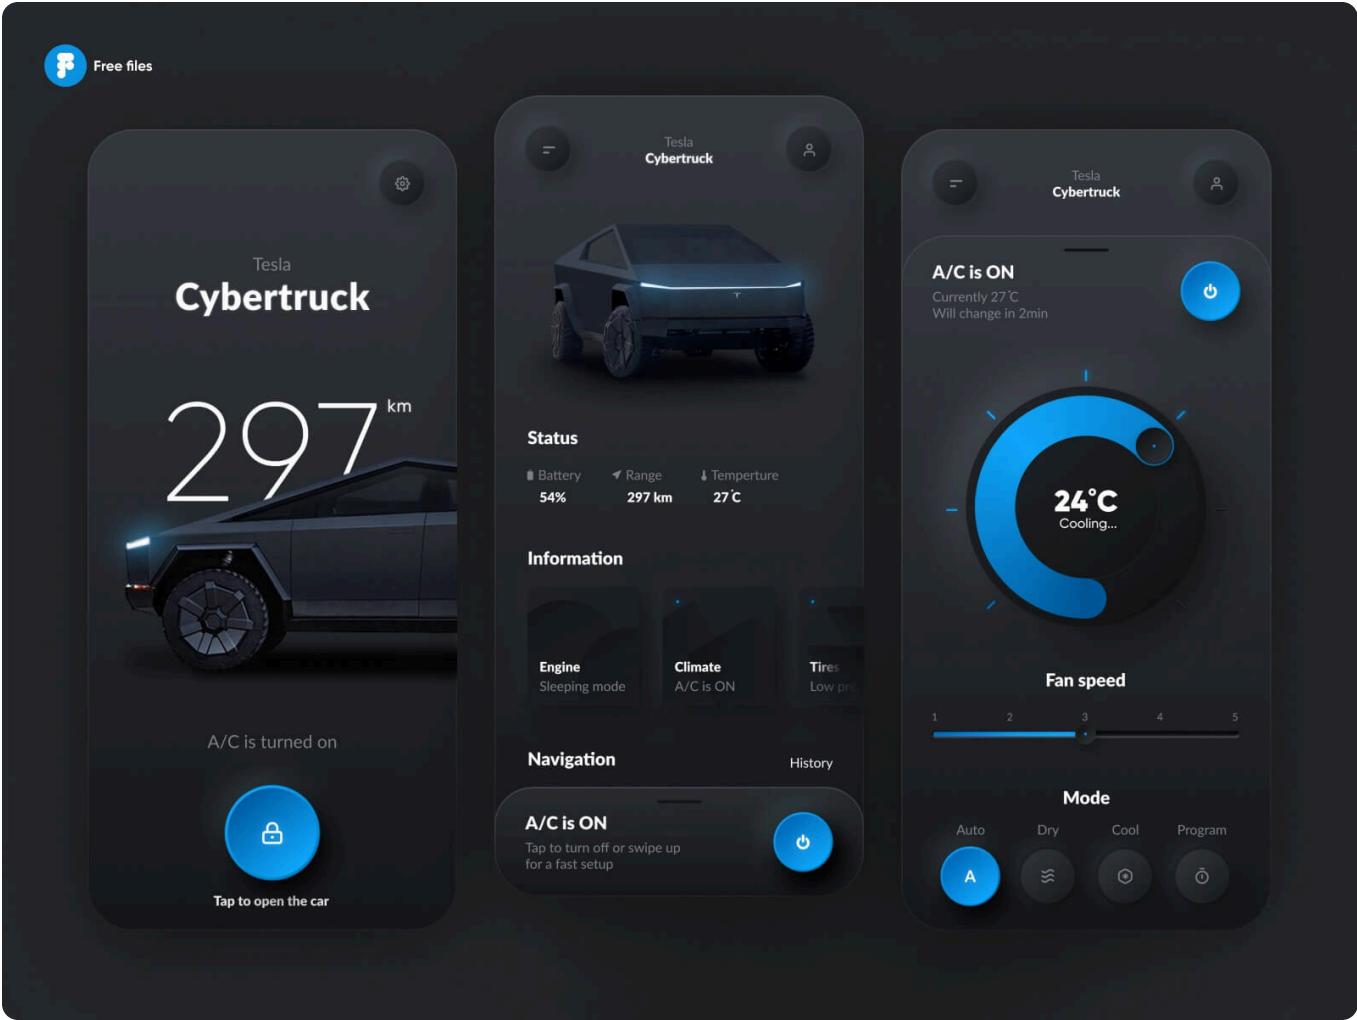 Free files
Tesla
Cybertruck
297 km
A/C is turned on
Tap to open the car
Tesla
Cybertruck
Status
Battery Range Temperture
54% 297 km 27°C
Information
Engine Climate Tires
Sleeping mode A/C is ON Low
Navigation History
A/C is ON
Tap to turn off or swipe up
for a fast setup
Tesla
Cybertruck
A/C is ON
Currently 27°C
Will change in 2min
24°C
Cooling...
Fan speed
1 2 3 4 5
Mode
Auto Dry Cool Program
A